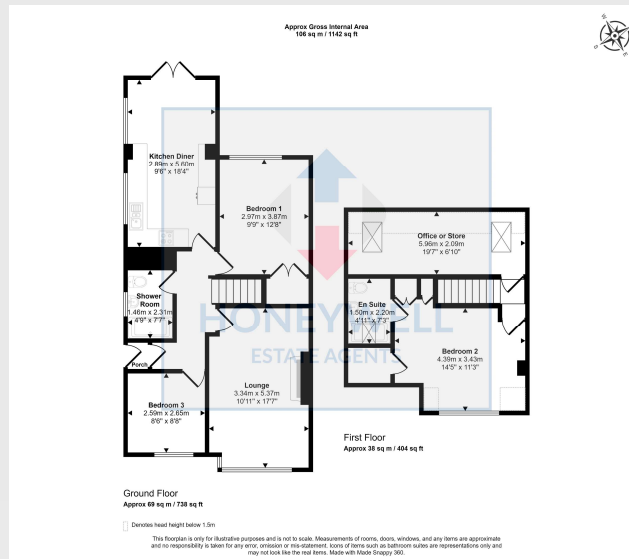 Approx Gross Internal Area
106 sq m / 1142 sq ft
Kitchen Diner
2.89m x 5.60m
9'6" x 18'4"
Bedroom 1
2.97m x 3.87m
9'9" x 12'8"
Office or Store
5.96m x 2.09m
19'7" x 6'10"
Shower
Room
1.46m x 2.31m
4'9" x 7'7"
En Suite
1.50m x 2.20m
4'11" x 7'3"
HONEYWELL
ESTATE AGENTS
Porch
Bedroom 2
4.39m x 3.43m
14'5" x 11'3"
Lounge
3.34m x 5.37m
10'11" x 17'7"
Bedroom 3
2.59m x 2.65m
8'6" x 8'8"
First Floor
Approx 38 sq m / 404 sq ft
Ground Floor
Approx 69 sq m / 738 sq ft
Denotes head height below 1.5m
This floorplan is only for illustrative purposes and is not to scale. Measurements of rooms, doors, windows, and any items are approximate
and no responsibility is taken for any error, omission or mis-statement. Icons of items such as bathroom suites are representations only and
may not look like the real items. Made with Made Snappy 360.